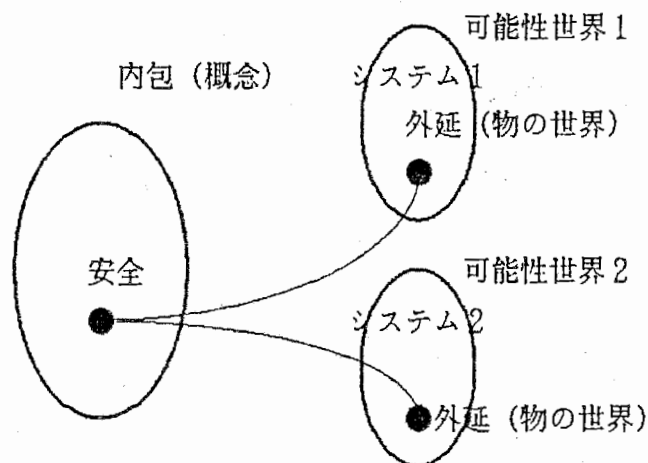 可能性世界1
内包（概念）
システム1
外延（物の世界）
安全
可能性世界2
システム2
外延（物の世界）